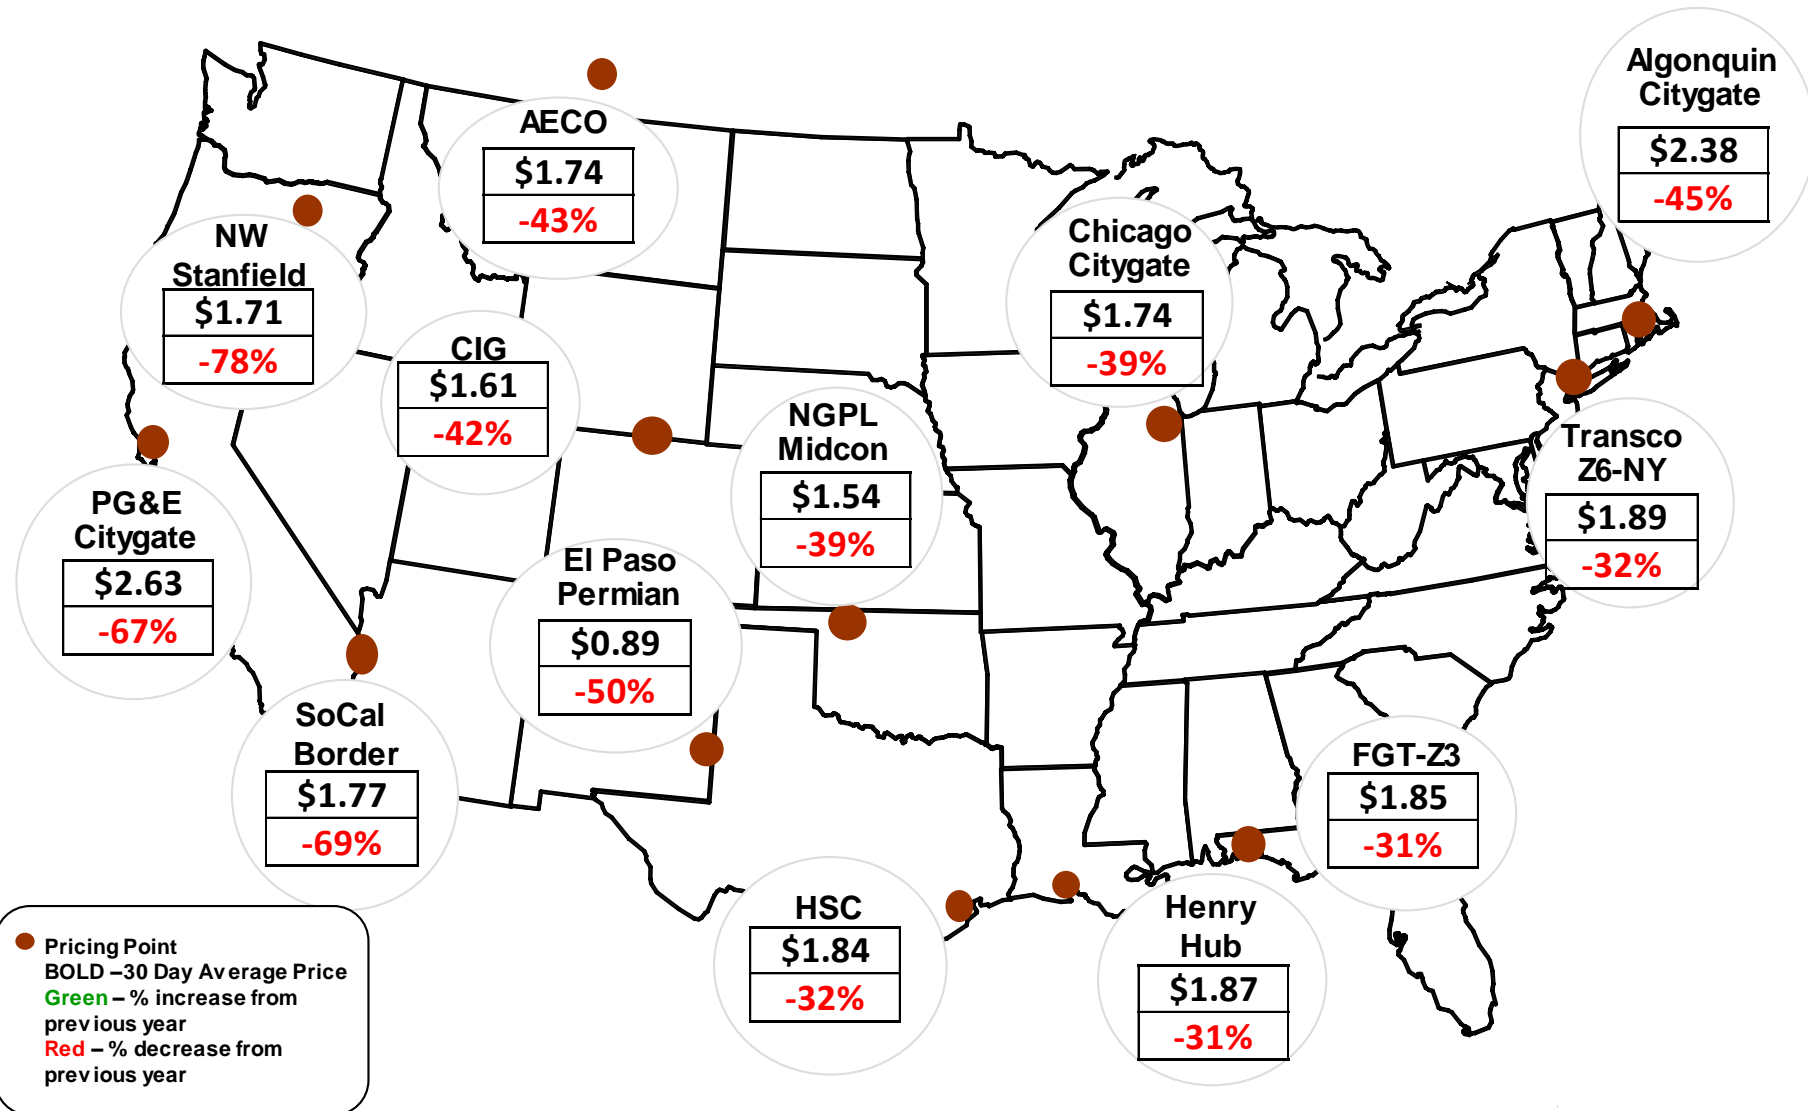 Algonquin
Citygate
$2.38
-45%
AECO
$1.74
-43%
NW
Stanfield
$1.71
-78%
Chicago
Citygate
$1.74
-39%
CIG
$1.61
-42%
NGPL
Midcon
$1.54
-39%
Transco
Z6-NY
$1.89
-32%
PG&E
Citygate
$2.63
-67%
El Paso
Permian
$0.89
-50%
SoCal
Border
$1.77
-69%
FGT-Z3
$1.85
-31%
HSC
$1.84
-32%
Henry
Hub
$1.87
-31%
Pricing Point
BOLD –30 Day Average Price
Green – % increase from
previous year
Red – % decrease from
previous year